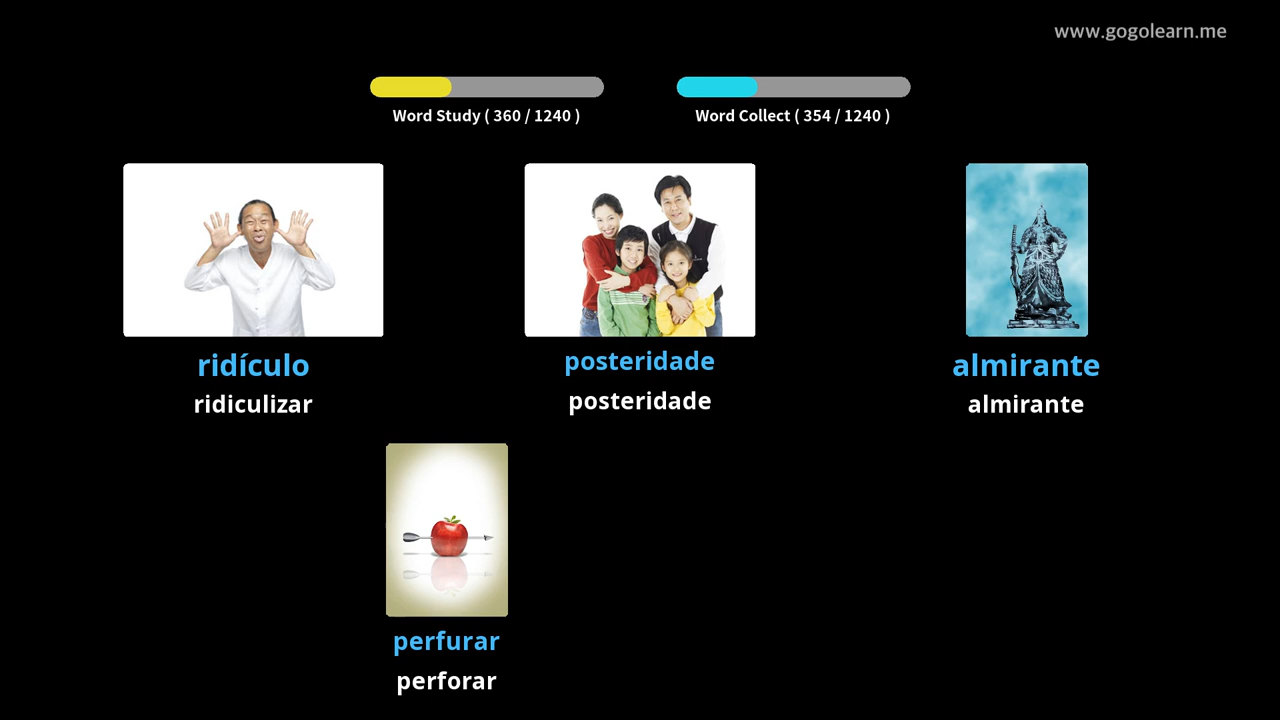 www.gogolearn.me
Word Study ( 360 / 1240 )
Word Collect ( 354 / 1240 )
ridículo
ridiculizar
posteridade
posteridade
almirante
almirante
perfurar
perforar